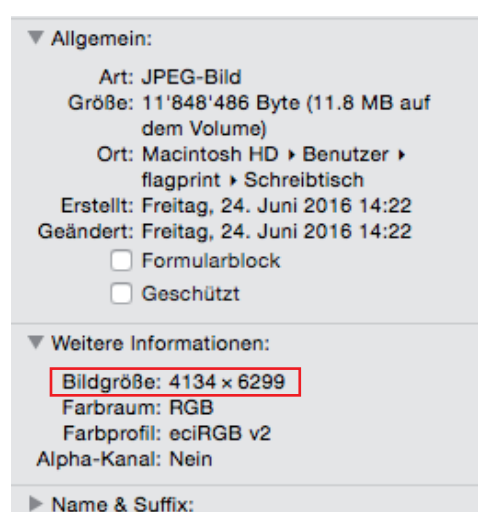 ▼ Allgemein:
Art: JPEG-Bild
Größe: 11'848'486 Byte (11.8 MB auf
dem Volume)
Ort: Macintosh HD ▸ Benutzer ▸
flagprint ▸ Schreibtisch
Erstellt: Freitag, 24. Juni 2016 14:22
Geändert: Freitag, 24. Juni 2016 14:22
Formularblock
Geschützt
▼ Weitere Informationen:
Bildgröße: 4134 × 6299
Farbraum: RGB
Farbprofil: eciRGB v2
Alpha-Kanal: Nein
▶ Name & Suffix: